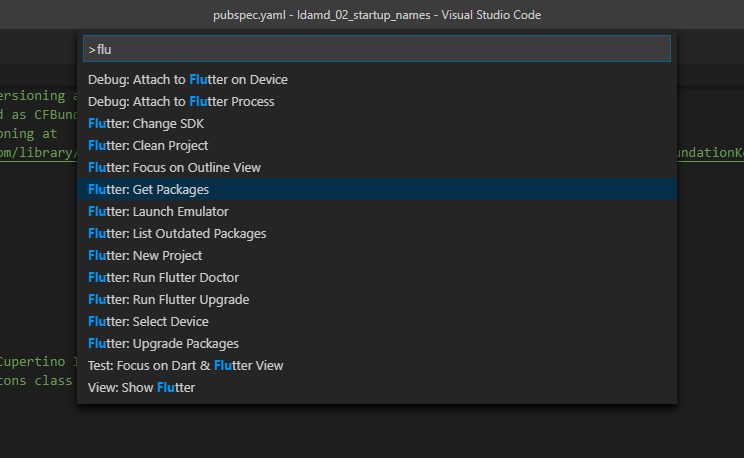 pubspec.yaml - ldamd_02_startup_names - Visual Studio Code
>flu
Debug: Attach to Flutter on Device
Debug: Attach to Flutter Process
ersioning a
Flutter: Change SDK
d as CFBun
Flutter: Clean Project
oning at
om/library/
Flutter: Focus on Outline View
undationKe
Flutter: Get Packages
Flutter: Launch Emulator
Flutter: List Outdated Packages
Flutter: New Project
Flutter: Run Flutter Doctor
Flutter: Run Flutter Upgrade
Flutter: Select Device
Flutter: Upgrade Packages
Cupertino I
Test: Focus on Dart & Flutter View
cons class
View: Show Flutter